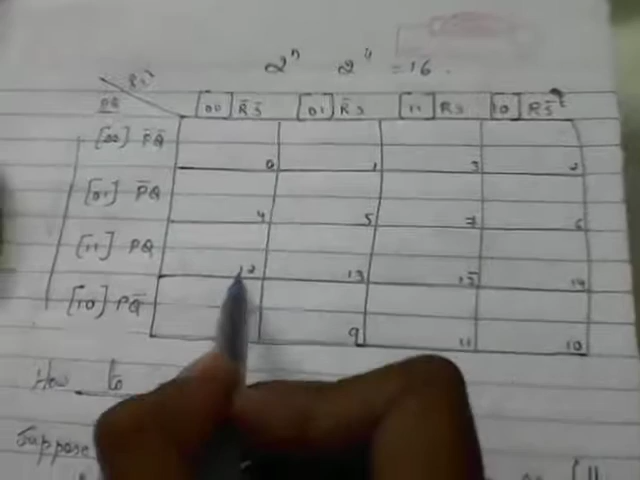 2ⁿ 2⁴ = 16.
RS [00] R̄S̄ [01] R̄S [11] RS [10] RS̄
PQ
[00] P̄Q̄ 0 1 3 2
[01] P̄Q 4 5 7 6
[11] PQ 12 13 15 14
[10] PQ̄ 9 11 10
How to
Suppose